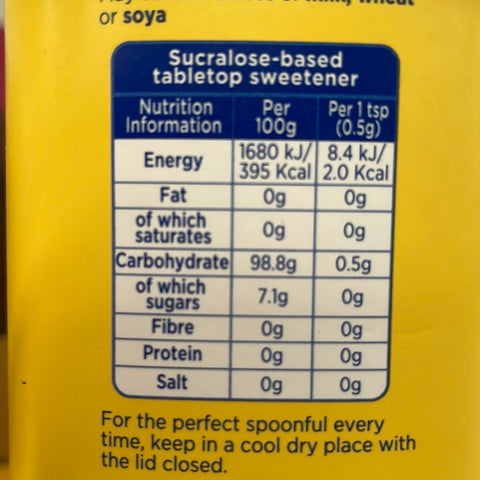 or soya
Sucralose-based
tabletop sweetener
Nutrition Information Per 100g Per 1 tsp (0.5g)
Energy 1680 kJ/ 395 Kcal 8.4 kJ/ 2.0 Kcal
Fat 0g 0g
of which saturates 0g 0g
Carbohydrate 98.8g 0.5g
of which sugars 7.1g 0g
Fibre 0g 0g
Protein 0g 0g
Salt 0g 0g
For the perfect spoonful every
time, keep in a cool dry place with
the lid closed.